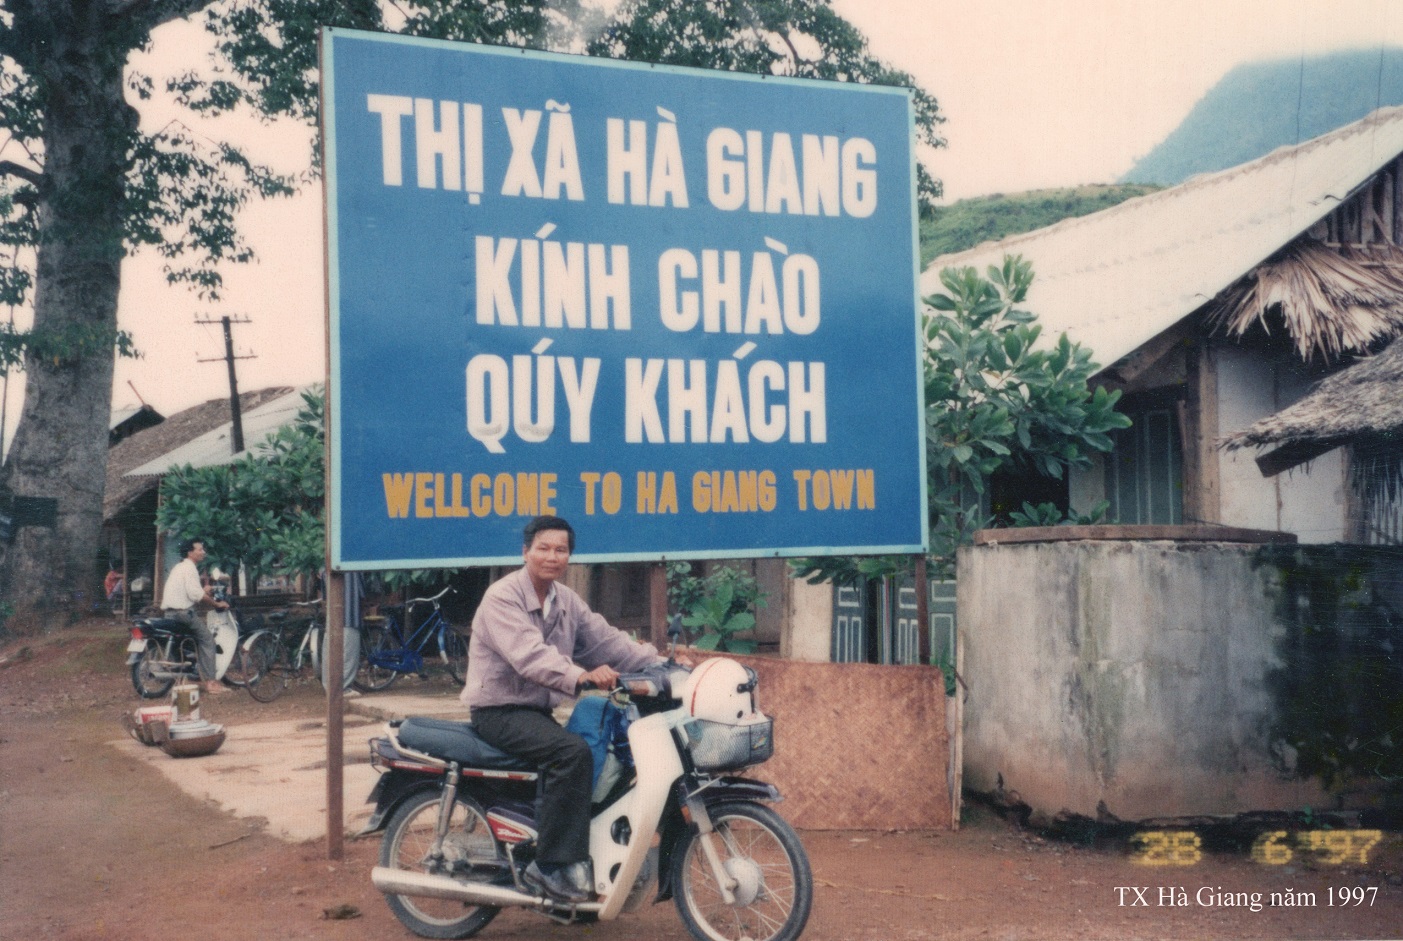 THỊ XÃ HÀ GIANG
KÍNH CHÀO
QÚY KHÁCH
WELLCOME TO HA GIANG TOWN
28 6 '97
TX Hà Giang năm 1997